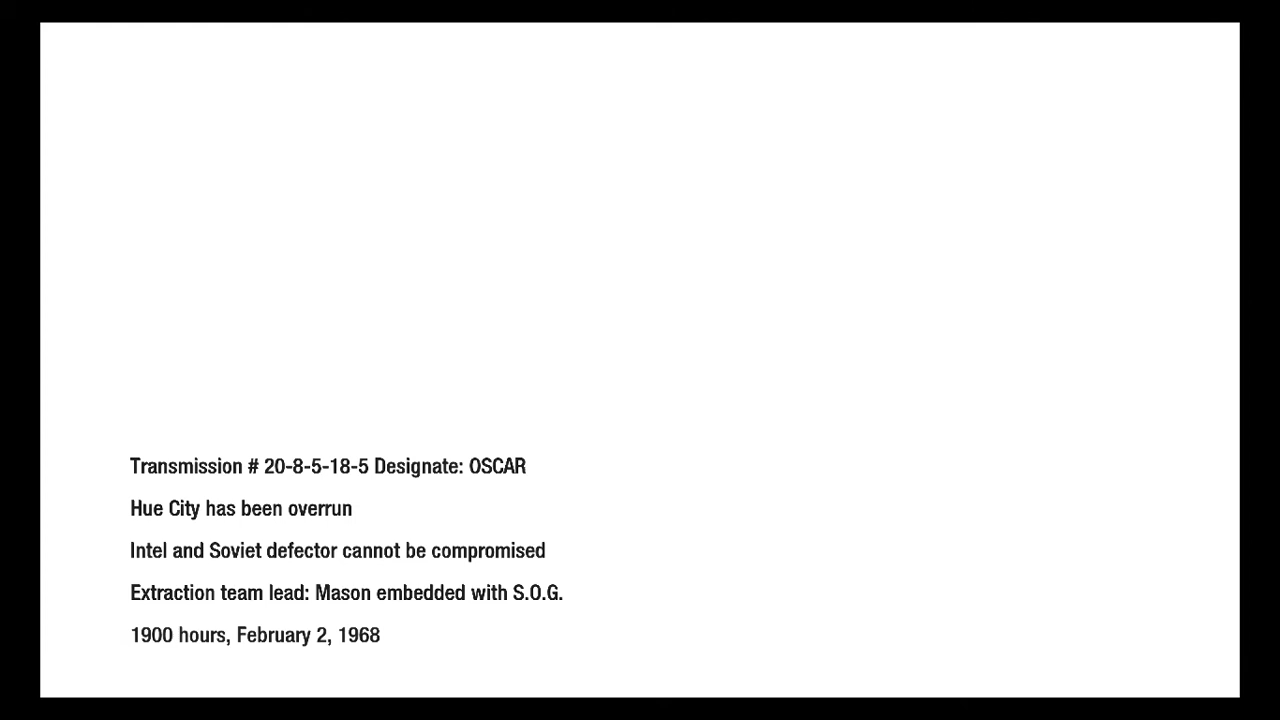 Transmission # 20-8-5-18-5 Designate: OSCAR
Hue City has been overrun
Intel and Soviet defector cannot be compromised
Extraction team lead: Mason embedded with S.O.G.
1900 hours, February 2, 1968